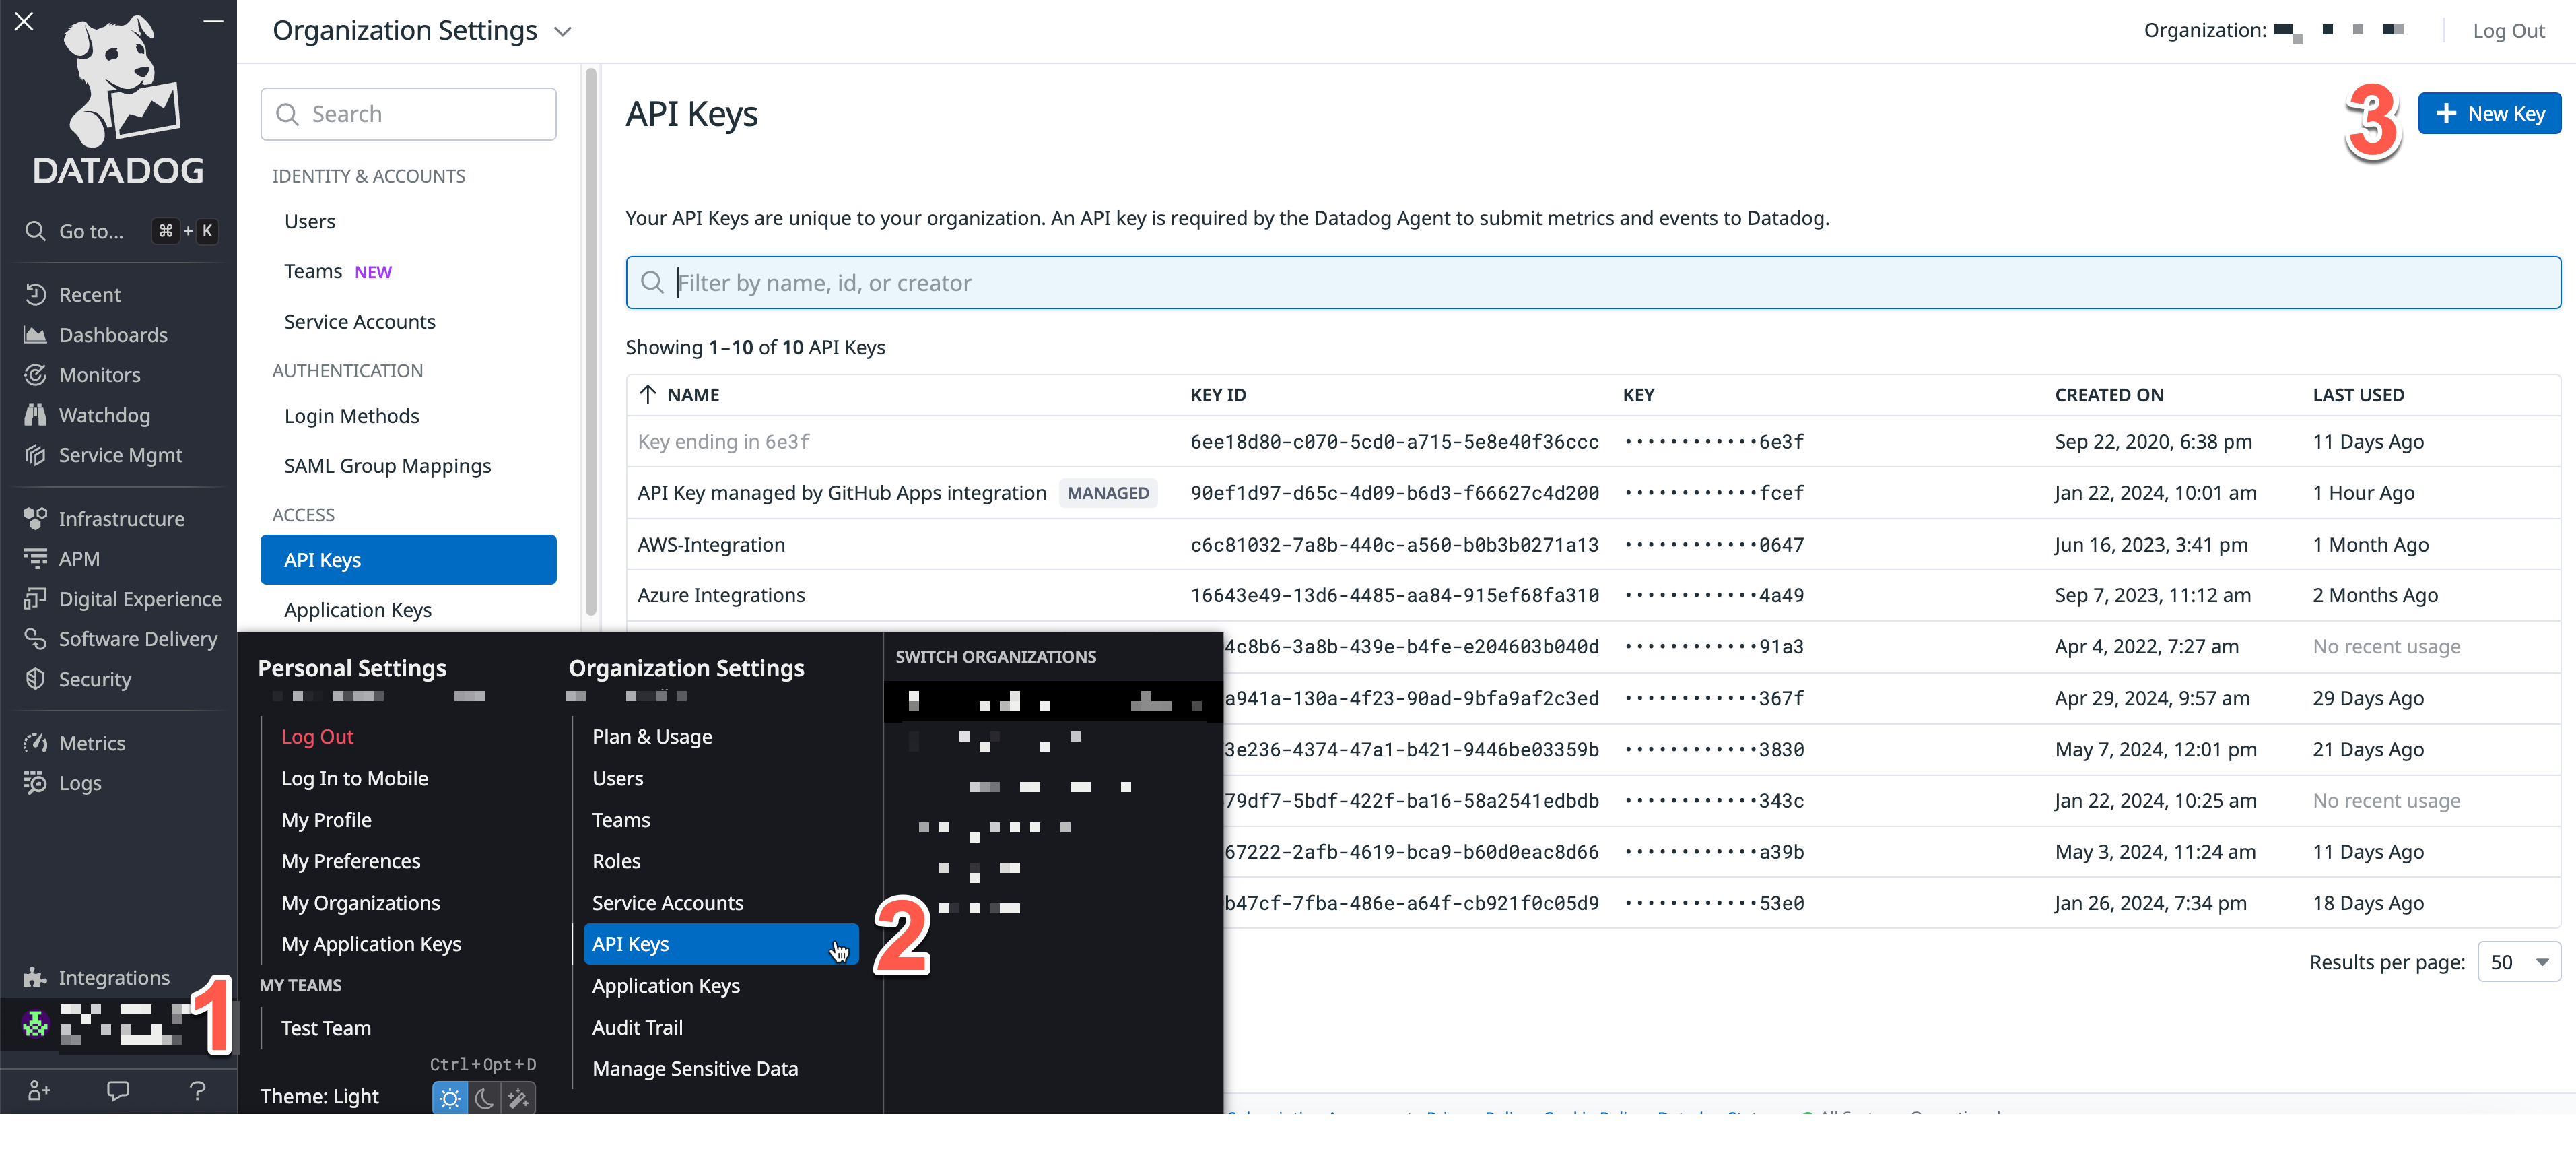 DATADOG
Go to... ⌘ + K
Recent
Dashboards
Monitors
Watchdog
Service Mgmt
Infrastructure
APM
Digital Experience
Software Delivery
Security
Metrics
Logs
Integrations
1
Organization Settings
Organization:
Log Out
Search
IDENTITY & ACCOUNTS
Users
Teams NEW
Service Accounts
AUTHENTICATION
Login Methods
SAML Group Mappings
ACCESS
API Keys
Application Keys
API Keys
3
+ New Key
Your API Keys are unique to your organization. An API key is required by the Datadog Agent to submit metrics and events to Datadog.
Filter by name, id, or creator
Showing 1–10 of 10 API Keys
↑ NAME KEY ID KEY CREATED ON LAST USED
Key ending in 6e3f 6ee18d80-c070-5cd0-a715-5e8e40f36ccc ············6e3f Sep 22, 2020, 6:38 pm 11 Days Ago
API Key managed by GitHub Apps integration MANAGED 90ef1d97-d65c-4d09-b6d3-f66627c4d200 ············fcef Jan 22, 2024, 10:01 am 1 Hour Ago
AWS-Integration c6c81032-7a8b-440c-a560-b0b3b0271a13 ············0647 Jun 16, 2023, 3:41 pm 1 Month Ago
Azure Integrations 16643e49-13d6-4485-aa84-915ef68fa310 ············4a49 Sep 7, 2023, 11:12 am 2 Months Ago
4c8b6-3a8b-439e-b4fe-e204603b040d ············91a3 Apr 4, 2022, 7:27 am No recent usage
a941a-130a-4f23-90ad-9bfa9af2c3ed ············367f Apr 29, 2024, 9:57 am 29 Days Ago
3e236-4374-47a1-b421-9446be03359b ············3830 May 7, 2024, 12:01 pm 21 Days Ago
79df7-5bdf-422f-ba16-58a2541edbdb ············343c Jan 22, 2024, 10:25 am No recent usage
67222-2afb-4619-bca9-b60d0eac8d66 ············a39b May 3, 2024, 11:24 am 11 Days Ago
b47cf-7fba-486e-a64f-cb921f0c05d9 ············53e0 Jan 26, 2024, 7:34 pm 18 Days Ago
Results per page: 50
Personal Settings
Log Out
Log In to Mobile
My Profile
My Preferences
My Organizations
My Application Keys
MY TEAMS
Test Team
Ctrl+Opt+D
Theme: Light
Organization Settings
Plan & Usage
Users
Teams
Roles
Service Accounts
API Keys
2
Application Keys
Audit Trail
Manage Sensitive Data
SWITCH ORGANIZATIONS